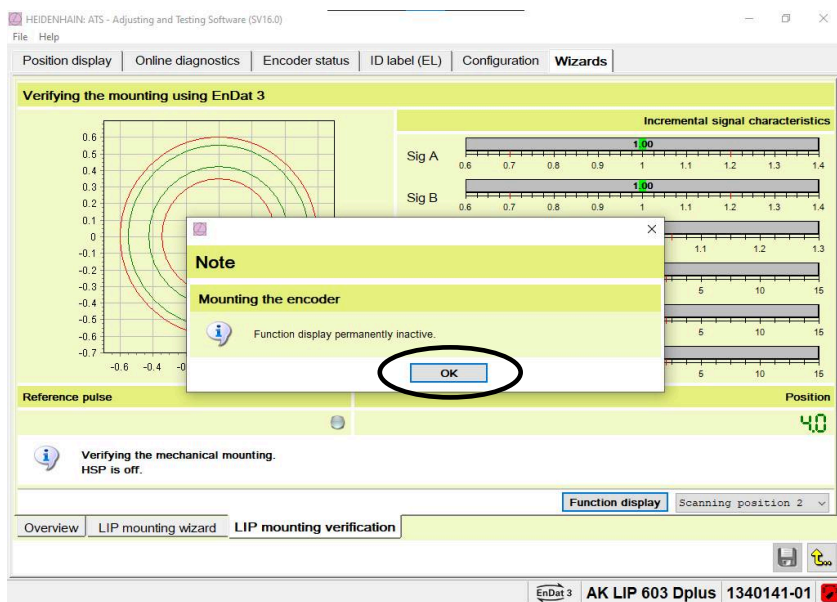 HEIDENHAIN: ATS - Adjusting and Testing Software (SV16.0)
File Help
Position display Online diagnostics Encoder status ID label (EL) Configuration Wizards
Verifying the mounting using EnDat 3
Incremental signal characteristics
0.6
0.5
0.4
0.3
0.2
0.1
0
-0.1
-0.2
-0.3
-0.4
-0.5
-0.6
-0.7
-0.6 -0.4
Sig A
1.00
0.6 0.7 0.8 0.9 1 1.1 1.2 1.3 1.4
Sig B
1.00
0.6 0.7 0.8 0.9 1 1.1 1.2 1.3 1.4
1.1 1.2 1.3
5 10 15
5 10 15
5 10 15
Note
Mounting the encoder
Function display permanently inactive.
OK
Reference pulse
Position
4.0
Verifying the mechanical mounting.
HSP is off.
Function display Scanning position 2
Overview LIP mounting wizard LIP mounting verification
EnDat 3 AK LIP 603 Dplus 1340141-01